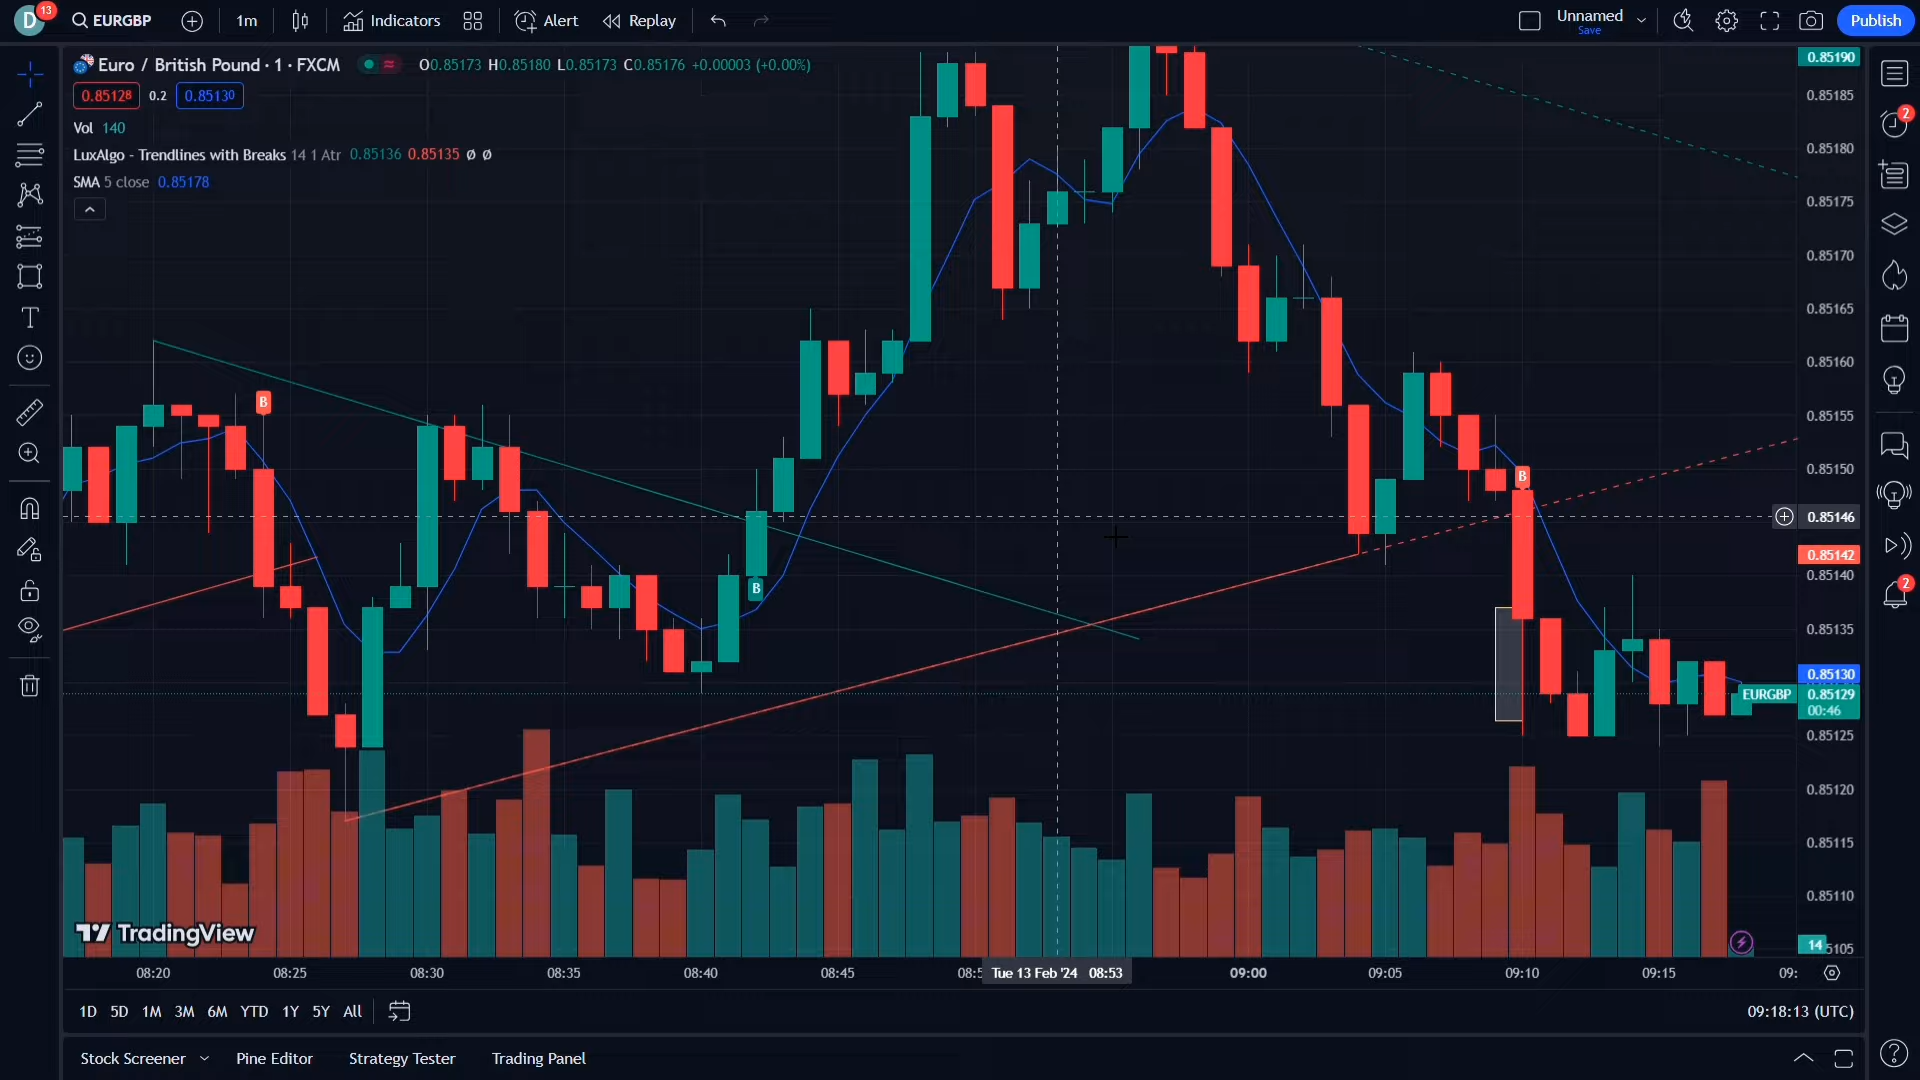 D 13 EURGBP 1m Indicators Alert Replay Unnamed Save Publish
Euro / British Pound · 1 · FXCM O0.85173 H0.85180 L0.85173 C0.85176 +0.00003 (+0.00%)
0.85128 0.2 0.85130
Vol 140
LuxAlgo - Trendlines with Breaks 14 1 Atr 0.85136 0.85135 Ø Ø
SMA 5 close 0.85178
0.85190
0.85185
0.85180
0.85175
0.85170
0.85165
0.85160
0.85155
0.85150
0.85146
0.85142
0.85140
0.85135
0.85130
EURGBP 0.85129
00:46
0.85125
0.85120
0.85115
0.85110
14 5105
B
B
B
2
2
TradingView
08:20 08:25 08:30 08:35 08:40 08:45 08:5 Tue 13 Feb '24 08:53 09:00 09:05 09:10 09:15 09:
1D 5D 1M 3M 6M YTD 1Y 5Y All 09:18:13 (UTC)
Stock Screener Pine Editor Strategy Tester Trading Panel